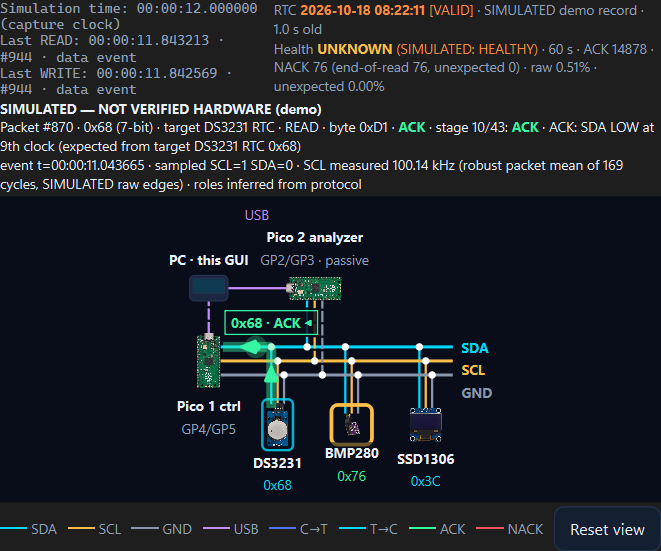 Simulation time: 00:00:12.000000
(capture clock)
Last READ: 00:00:11.843213 ·
#944 · data event
Last WRITE: 00:00:11.842569 ·
#944 · data event
RTC 2026-10-18 08:22:11 [VALID] · SIMULATED demo record ·
1.0 s old
Health UNKNOWN (SIMULATED: HEALTHY) · 60 s · ACK 14878 ·
NACK 76 (end-of-read 76, unexpected 0) · raw 0.51% ·
unexpected 0.00%
SIMULATED — NOT VERIFIED HARDWARE (demo)
Packet #870 · 0x68 (7-bit) · target DS3231 RTC · READ · byte 0xD1 · ACK · stage 10/43: ACK · ACK: SDA LOW at
9th clock (expected from target DS3231 RTC 0x68)
event t=00:00:11.043665 · sampled SCL=1 SDA=0 · SCL measured 100.14 kHz (robust packet mean of 169
cycles, SIMULATED raw edges) · roles inferred from protocol
USB
Pico 2 analyzer
PC · this GUI
GP2/GP3 · passive
0x68 · ACK ◂
SDA
SCL
GND
Pico 1 ctrl
GP4/GP5
DS3231
0x68
BMP280
0x76
SSD1306
0x3C
SDA
SCL
GND
USB
C→T
T→C
ACK
NACK
Reset view